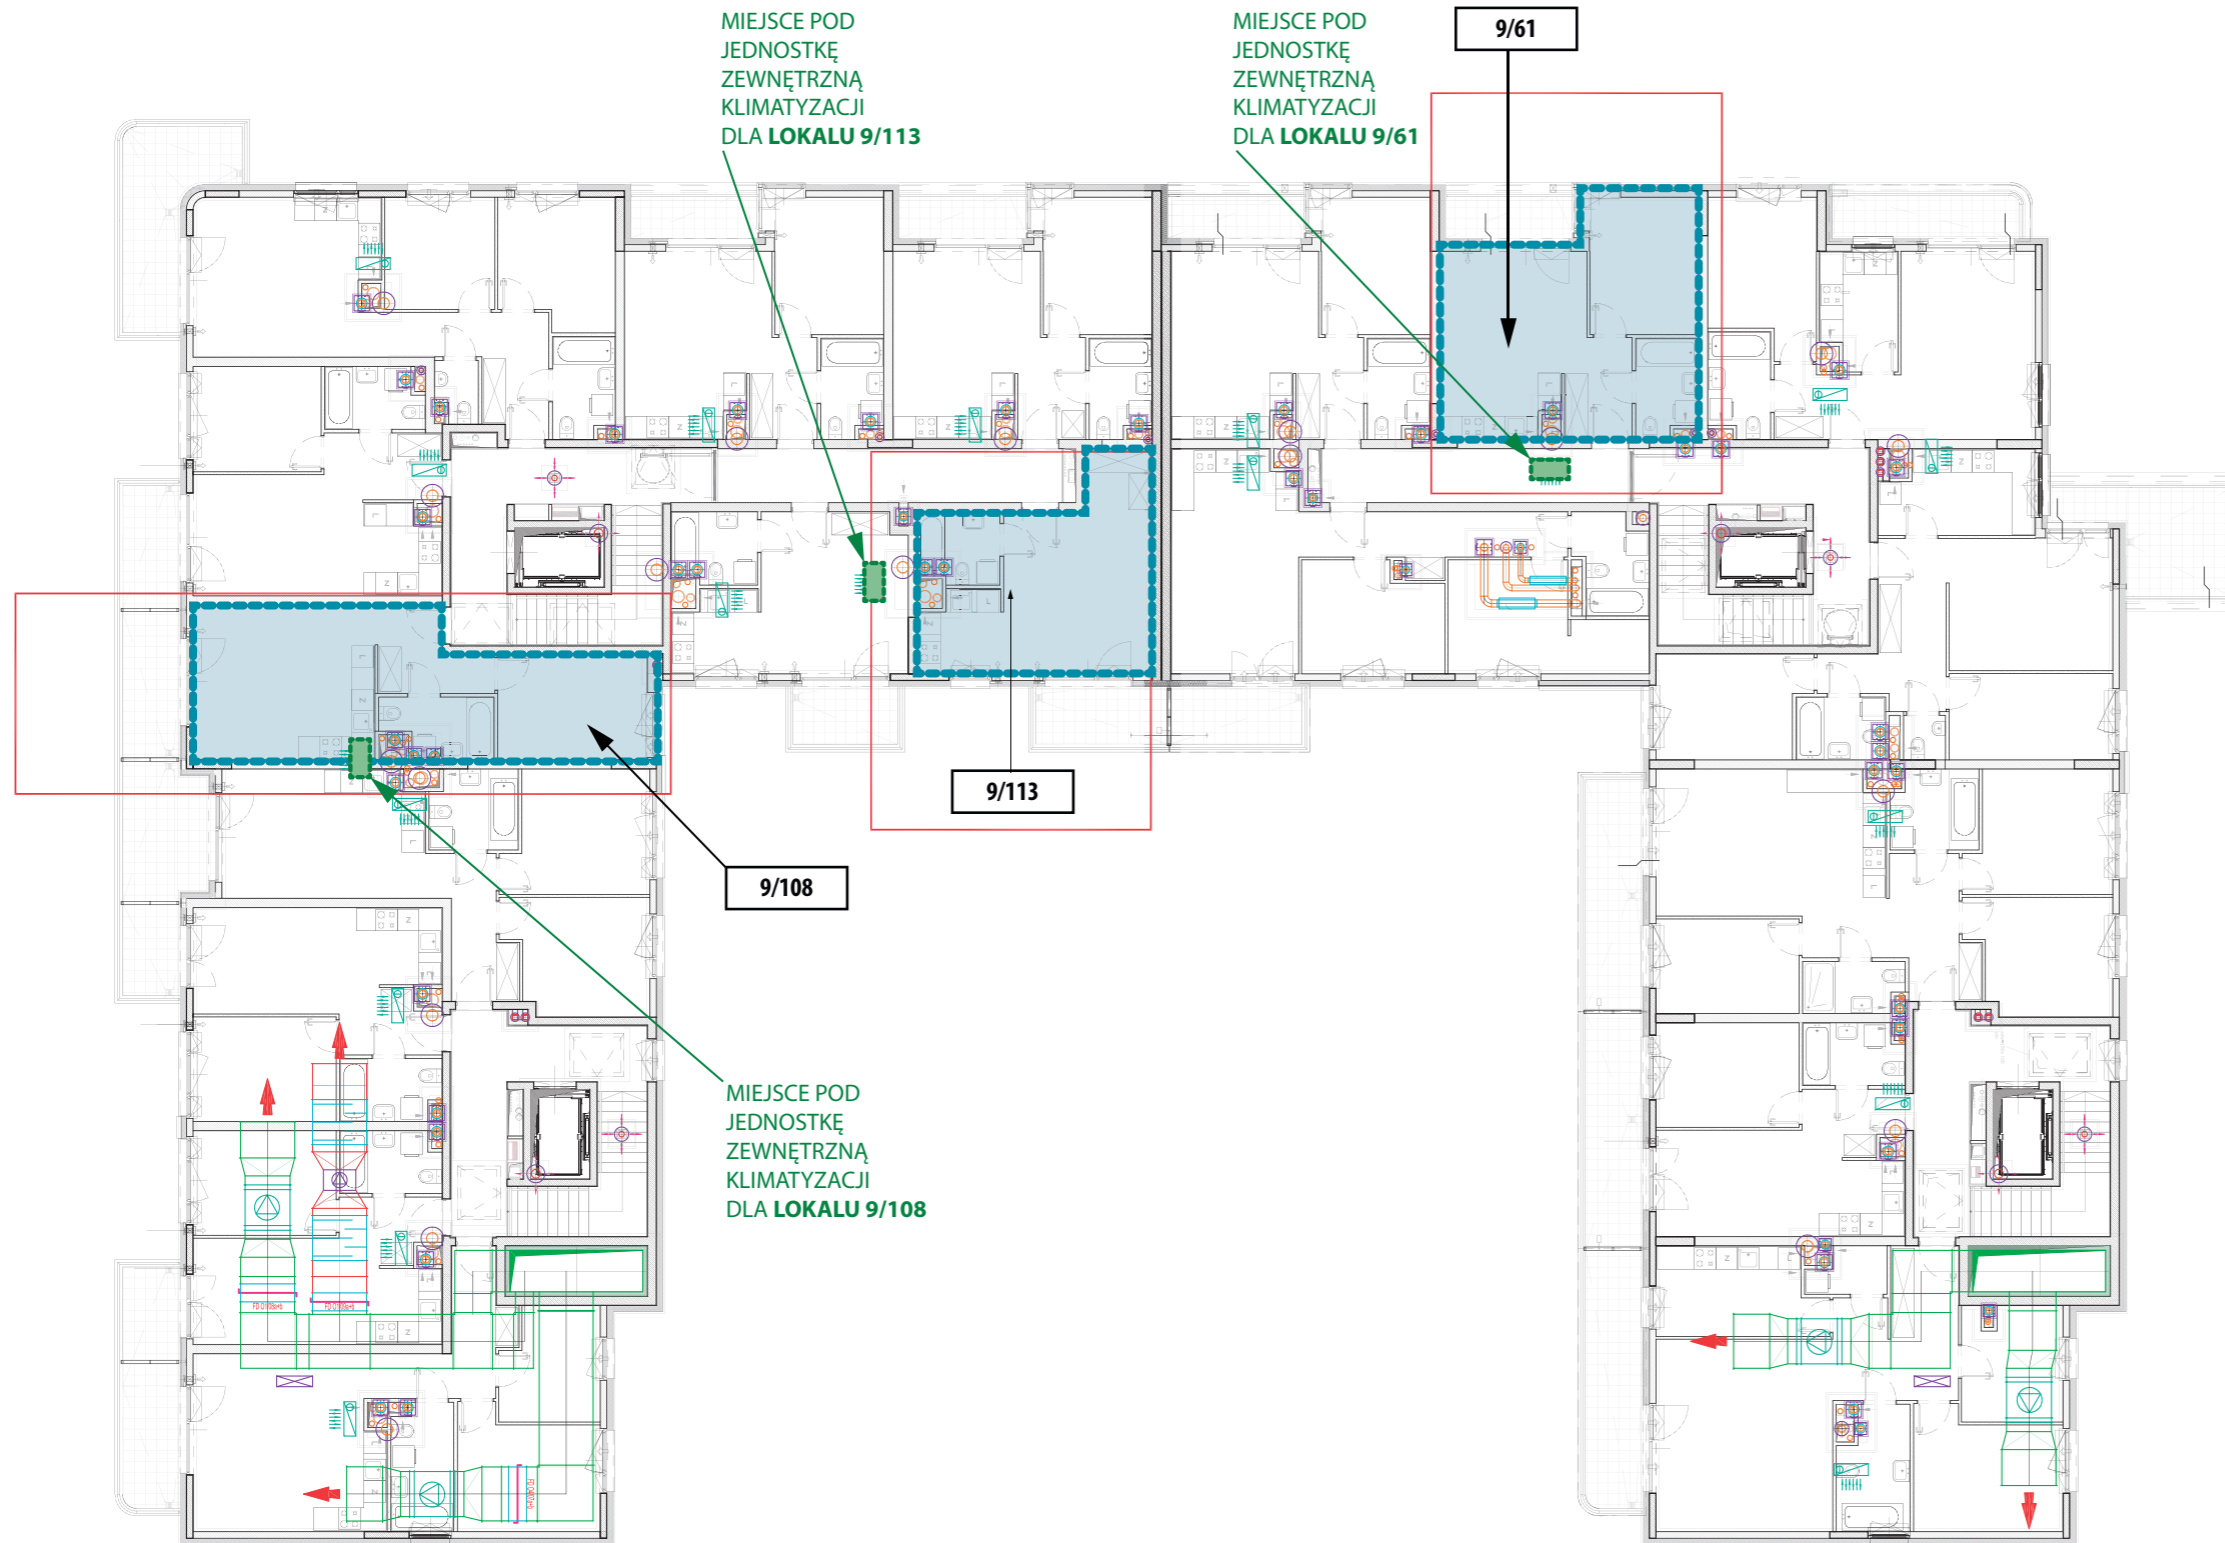 MIEJSCE POD
JEDNOSTKĘ
ZEWNĘTRZNĄ
KLIMATYZACJI
DLA LOKALU 9/113
MIEJSCE POD
JEDNOSTKĘ
ZEWNĘTRZNĄ
KLIMATYZACJI
DLA LOKALU 9/61
9/61
9/113
9/108
MIEJSCE POD
JEDNOSTKĘ
ZEWNĘTRZNĄ
KLIMATYZACJI
DLA LOKALU 9/108